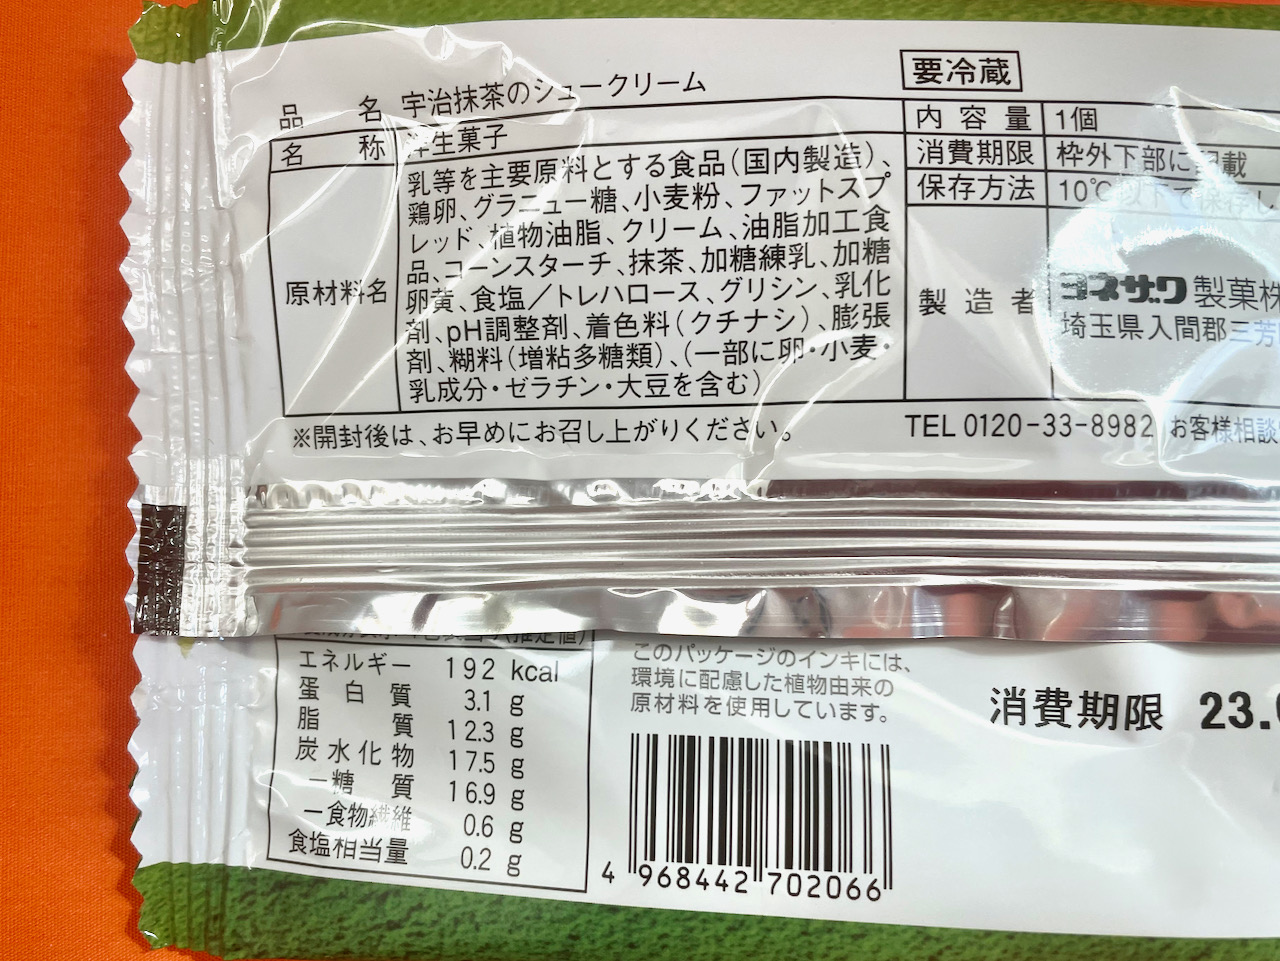 品名 宇治抹茶のシュークリーム
名称 洋生菓子
原材料名
乳等を主要原料とする食品（国内製造）、
鶏卵、グラニュー糖、小麦粉、ファットスプ
レッド、植物油脂、クリーム、油脂加工食
品、コーンスターチ、抹茶、加糖練乳、加糖
卵黄、食塩／トレハロース、グリシン、乳化
剤、pH調整剤、着色料（クチナシ）、膨張
剤、糊料（増粘多糖類）、（一部に卵・小麦・
乳成分・ゼラチン・大豆を含む）
要冷蔵
内容量 1個
消費期限 枠外下部に記載
保存方法 10℃以下で保存し
製造者
ヨネザワ 製菓株
埼玉県入間郡三芳
※開封後は、お早めにお召し上がりください。
TEL 0120-33-8982 お客様相談
(推定値)
エネルギー 192 kcal
蛋白質 3.1 g
脂質 12.3 g
炭水化物 17.5 g
－糖質 16.9 g
－食物繊維 0.6 g
食塩相当量 0.2 g
このパッケージのインキには、
環境に配慮した植物由来の
原材料を使用しています。
4 968442 702066
消費期限 23.